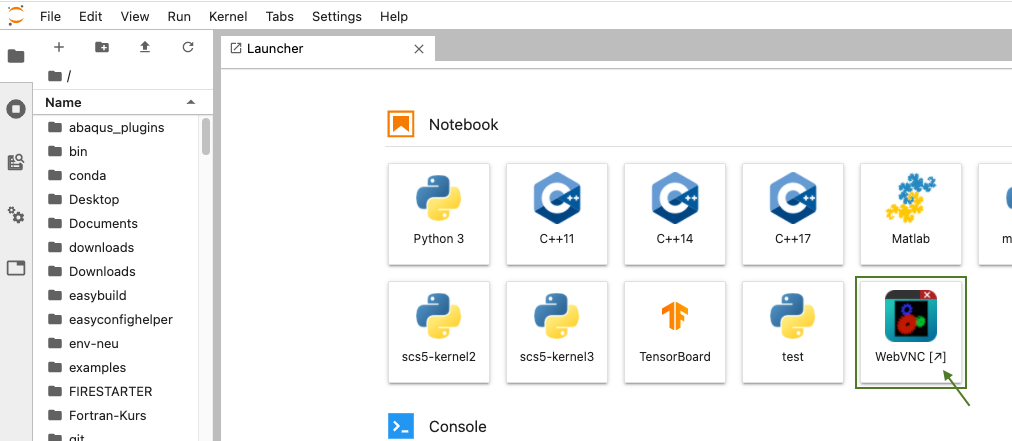 File Edit View Run Kernel Tabs Settings Help
Launcher
/
Name
abaqus_plugins
bin
conda
Desktop
Documents
downloads
Downloads
easybuild
easyconfighelper
env-neu
examples
FIRESTARTER
Fortran-Kurs
git
Notebook
Python 3
C++11
C++14
C++17
Matlab
m
scs5-kernel2
scs5-kernel3
TensorBoard
test
WebVNC [↗]
Console